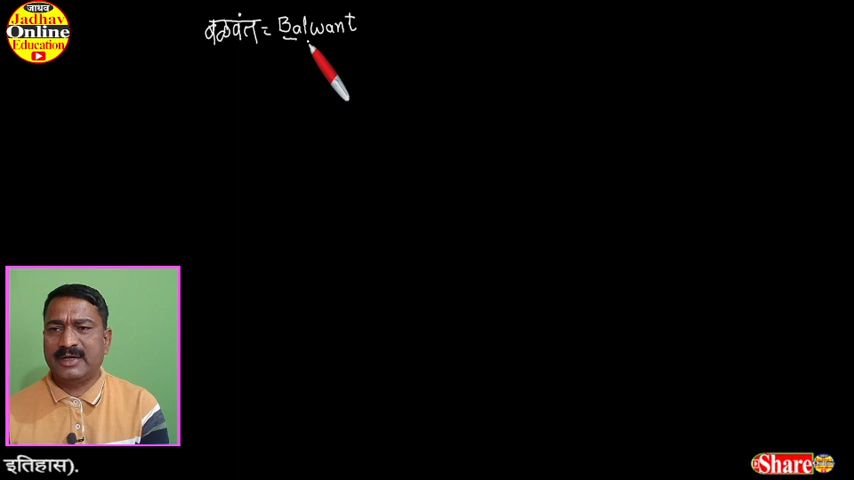 जाधव
Jadhav
Online
Education
बळवंत = Balwant
इतिहास).
Share